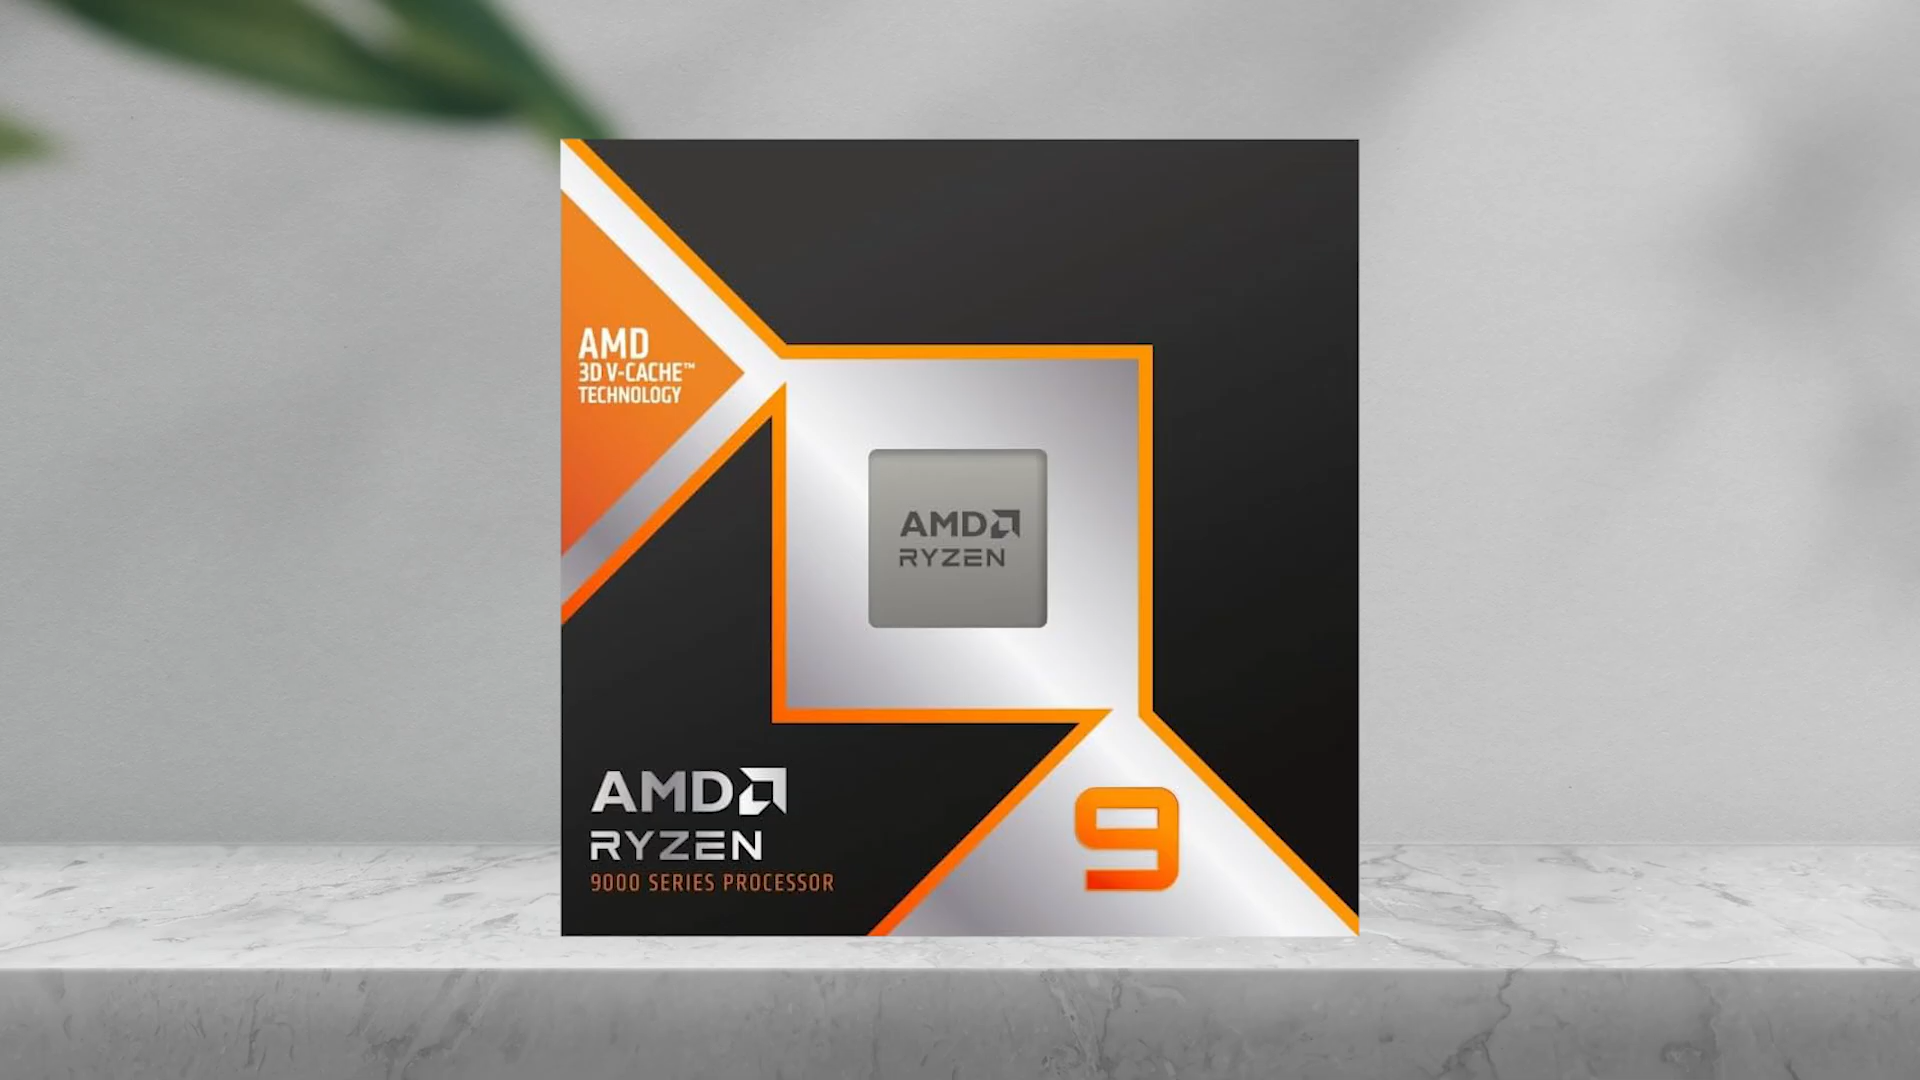 AMD
3D V-CACHE™
TECHNOLOGY
AMD
RYZEN
AMD
RYZEN
9000 SERIES PROCESSOR
9